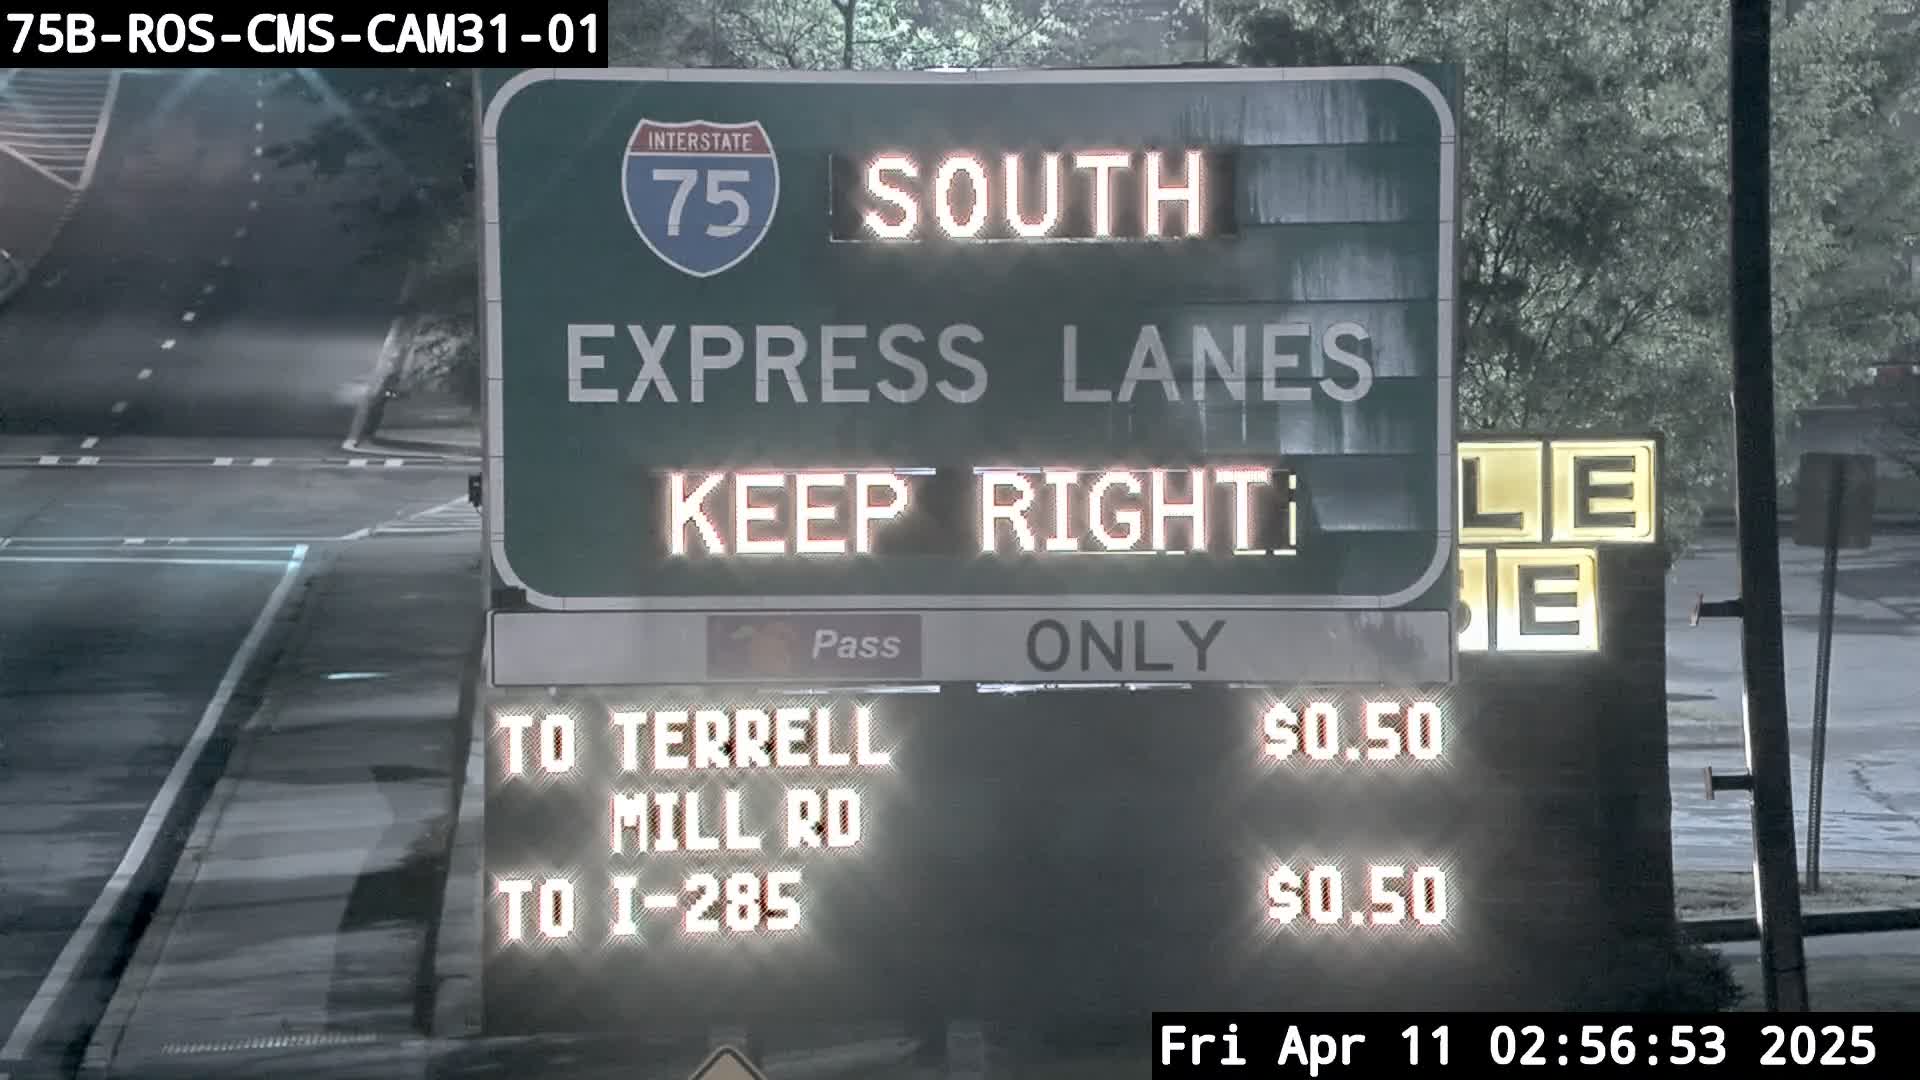 75B-ROS-CMS-CAM31-01
INTERSTATE
75
SOUTH
EXPRESS LANES
KEEP RIGHT
Pass ONLY
LE
E
TO TERRELL $0.50
MILL RD
TO I-285 $0.50
Fri Apr 11 02:56:53 2025